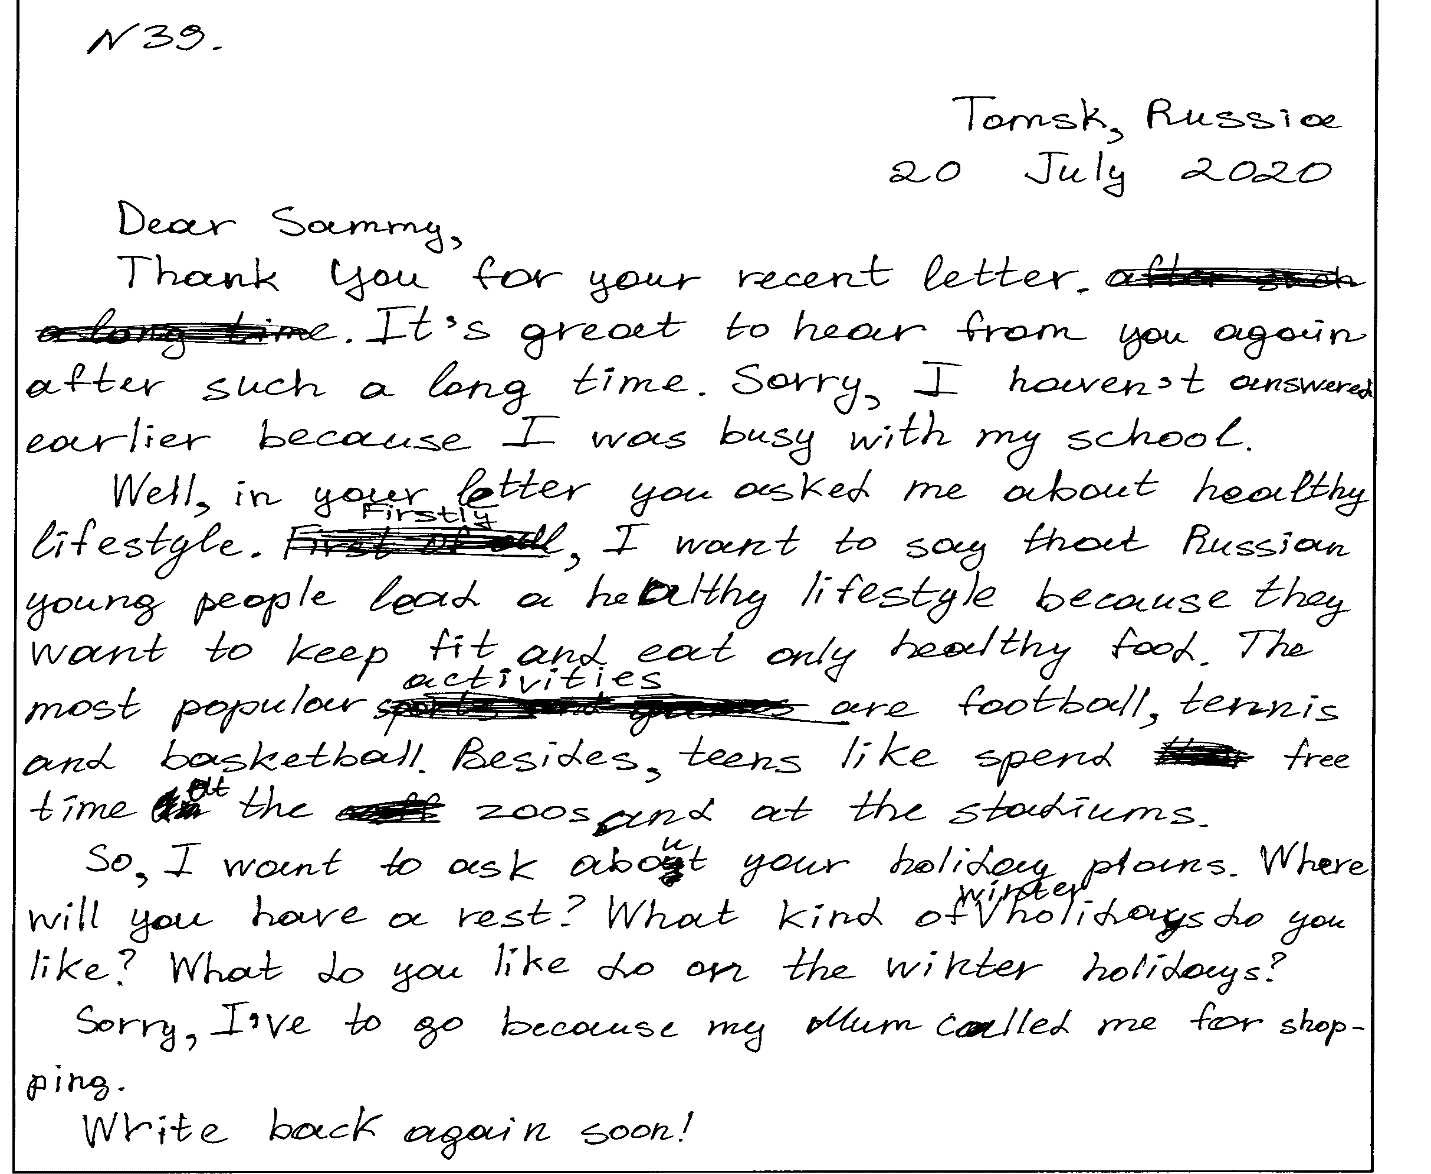 N39.
Tomsk, Russia
20 July 2020
Dear Sammy,
Thank you for your recent letter.
It's great to hear from you again
after such a long time. Sorry, I haven't answered
earlier because I was busy with my school.
Well, in your letter you asked me about healthy
lifestyle. Firstly, I want to say that Russian
young people lead a healthy lifestyle because they
want to keep fit and eat only healthy food. The
most popular activities are football, tennis
and basketball. Besides, teens like spend free
time at the zoos and at the stadiums.
So, I want to ask about your holiday plans. Where
will you have a rest? What kind of winter holidays do you
like? What do you like do on the winter holidays?
Sorry, I've to go because my Mum called me for shop-
ping.
Write back again soon!